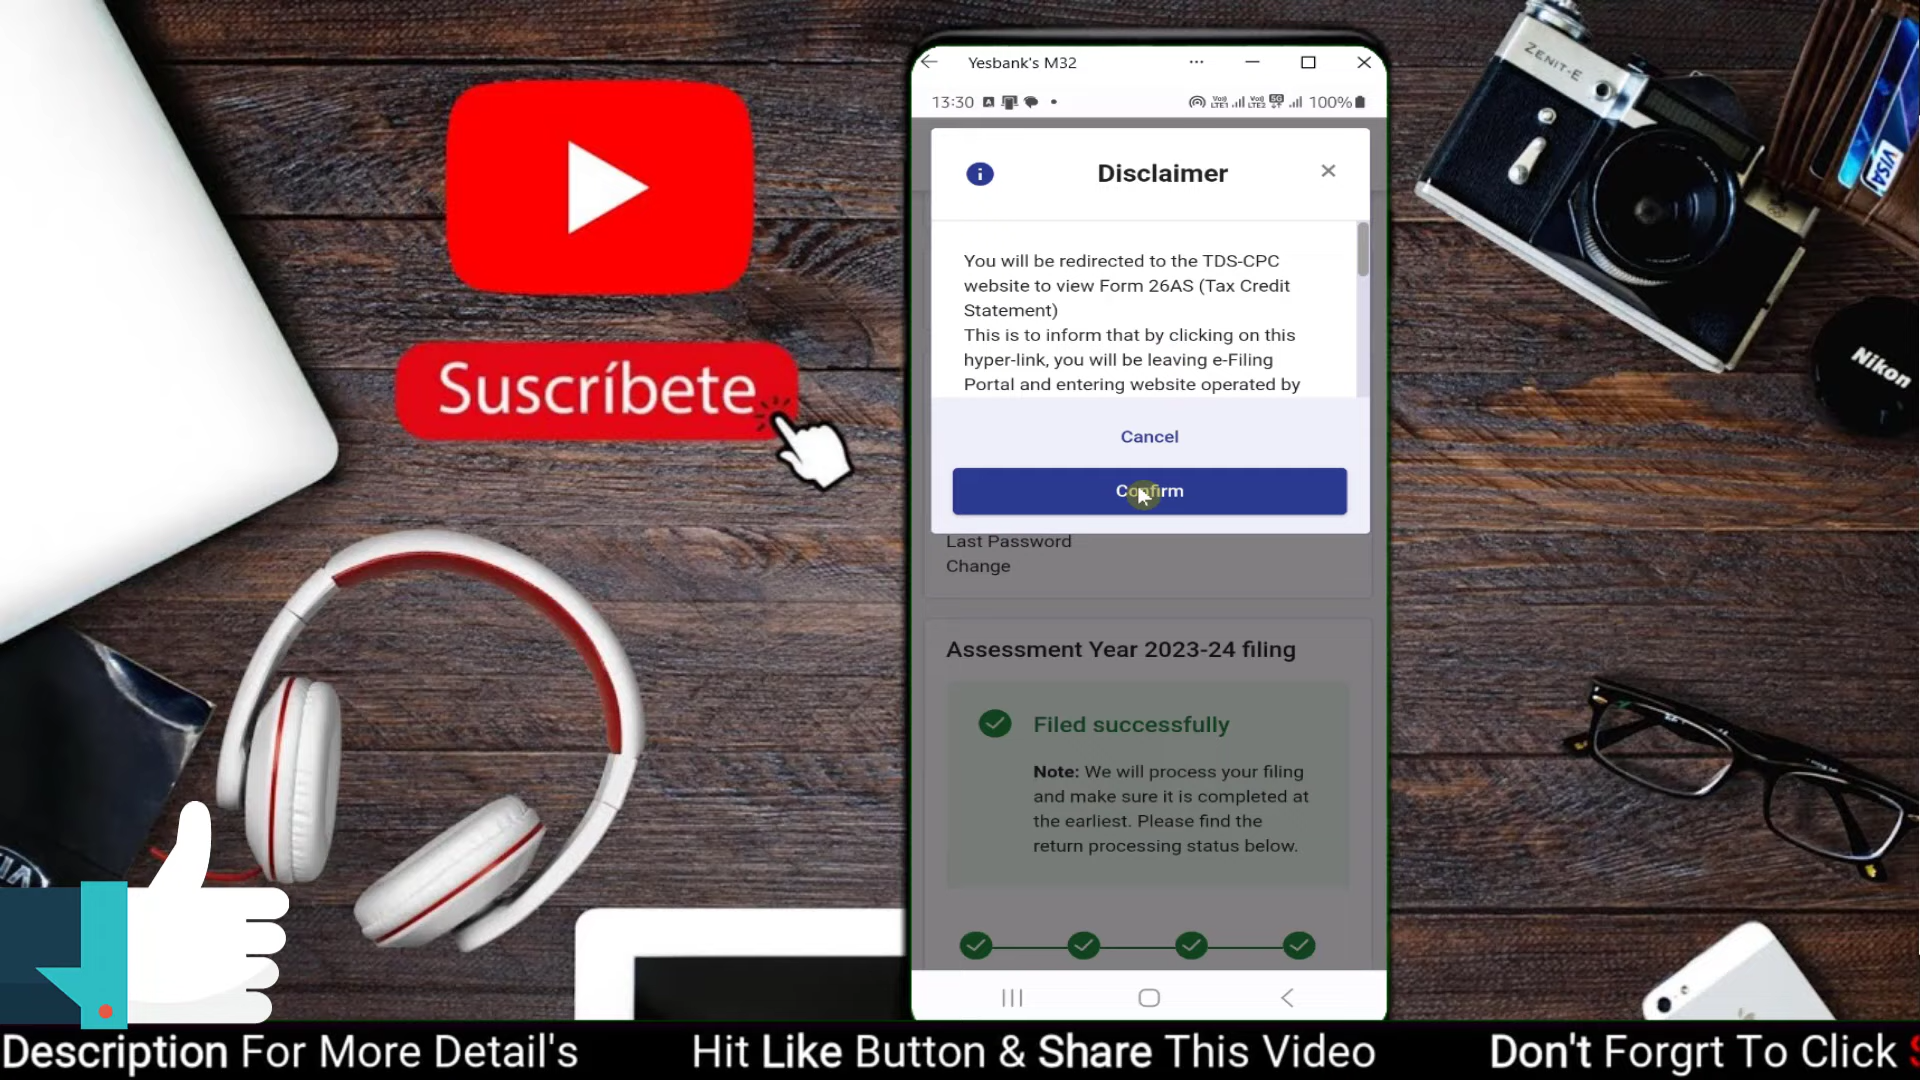 Yesbank's M32
13:30
100%
Disclaimer
You will be redirected to the TDS-CPC
website to view Form 26AS (Tax Credit
Statement)
This is to inform that by clicking on this
hyper-link, you will be leaving e-Filing
Portal and entering website operated by
Cancel
Confirm
Last Password
Change
Assessment Year 2023-24 filing
Filed successfully
Note: We will process your filing
and make sure it is completed at
the earliest. Please find the
return processing status below.
Suscríbete
ZENIT-E
VISA
Nikon
Description For More Detail's
Hit Like Button & Share This Video
Don't Forgrt To Click